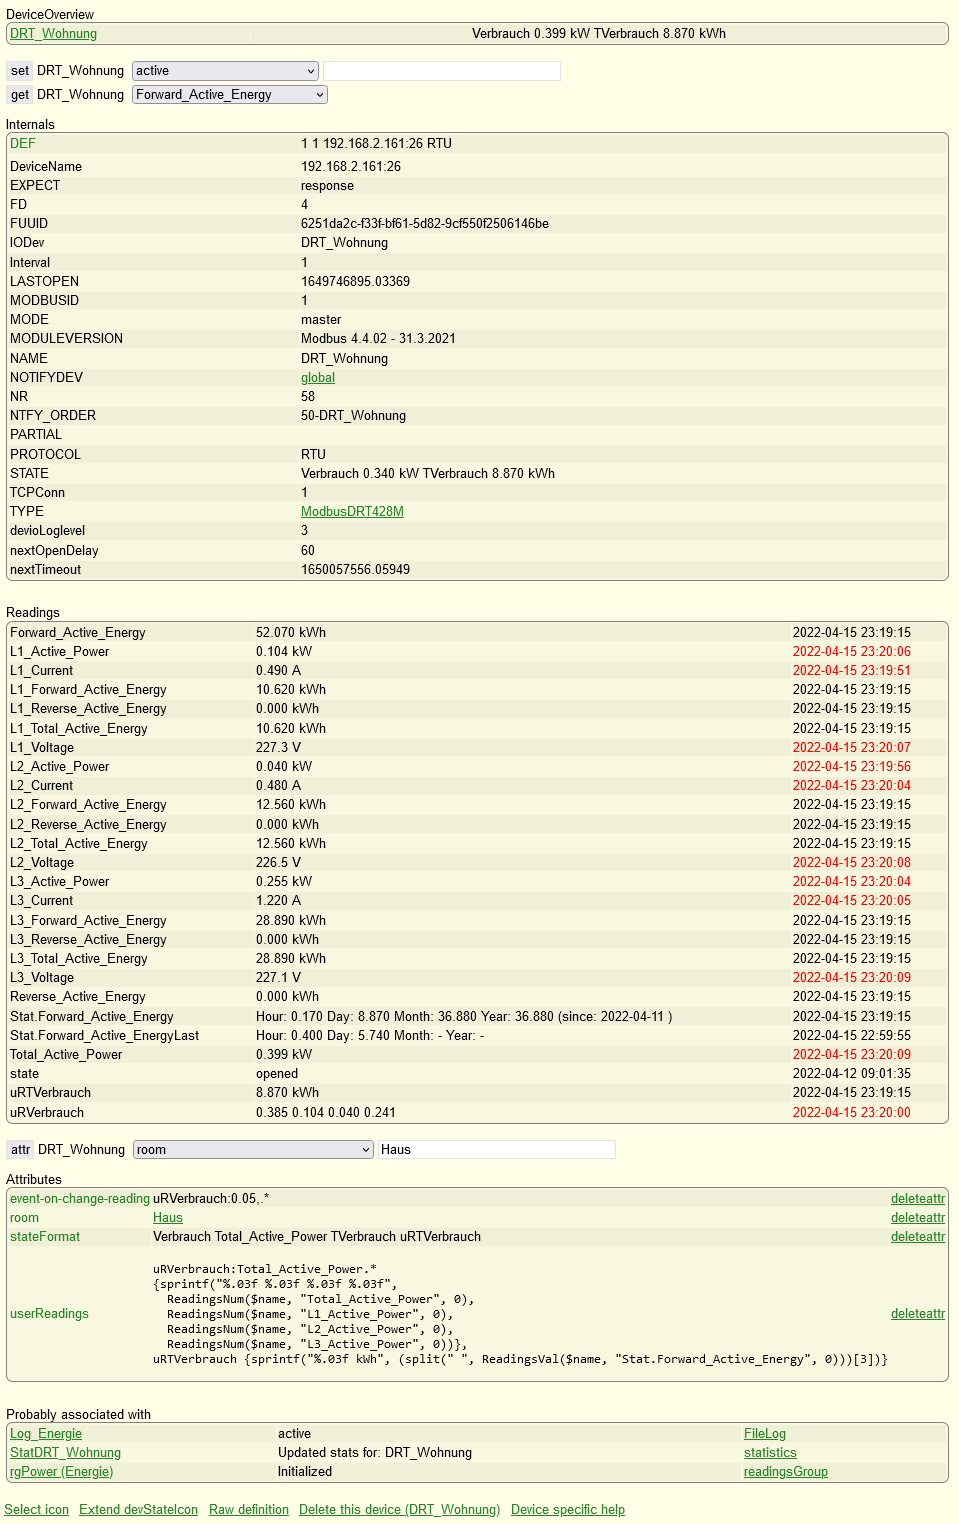 DeviceOverview
DRT_Wohnung Verbrauch 0.399 kW TVerbrauch 8.870 kWh
set DRT_Wohnung active
get DRT_Wohnung Forward_Active_Energy
Internals
DEF 1 1 192.168.2.161:26 RTU
DeviceName 192.168.2.161:26
EXPECT response
FD 4
FUUID 6251da2c-f33f-bf61-5d82-9cf550f2506146be
IODev DRT_Wohnung
Interval 1
LASTOPEN 1649746895.03369
MODBUSID 1
MODE master
MODULEVERSION Modbus 4.4.02 - 31.3.2021
NAME DRT_Wohnung
NOTIFYDEV global
NR 58
NTFY_ORDER 50-DRT_Wohnung
PARTIAL
PROTOCOL RTU
STATE Verbrauch 0.340 kW TVerbrauch 8.870 kWh
TCPConn 1
TYPE ModbusDRT428M
devioLoglevel 3
nextOpenDelay 60
nextTimeout 1650057556.05949
Readings
Forward_Active_Energy 52.070 kWh 2022-04-15 23:19:15
L1_Active_Power 0.104 kW 2022-04-15 23:20:06
L1_Current 0.490 A 2022-04-15 23:19:51
L1_Forward_Active_Energy 10.620 kWh 2022-04-15 23:19:15
L1_Reverse_Active_Energy 0.000 kWh 2022-04-15 23:19:15
L1_Total_Active_Energy 10.620 kWh 2022-04-15 23:19:15
L1_Voltage 227.3 V 2022-04-15 23:20:07
L2_Active_Power 0.040 kW 2022-04-15 23:19:56
L2_Current 0.480 A 2022-04-15 23:20:04
L2_Forward_Active_Energy 12.560 kWh 2022-04-15 23:19:15
L2_Reverse_Active_Energy 0.000 kWh 2022-04-15 23:19:15
L2_Total_Active_Energy 12.560 kWh 2022-04-15 23:19:15
L2_Voltage 226.5 V 2022-04-15 23:20:08
L3_Active_Power 0.255 kW 2022-04-15 23:20:04
L3_Current 1.220 A 2022-04-15 23:20:05
L3_Forward_Active_Energy 28.890 kWh 2022-04-15 23:19:15
L3_Reverse_Active_Energy 0.000 kWh 2022-04-15 23:19:15
L3_Total_Active_Energy 28.890 kWh 2022-04-15 23:19:15
L3_Voltage 227.1 V 2022-04-15 23:20:09
Reverse_Active_Energy 0.000 kWh 2022-04-15 23:19:15
Stat.Forward_Active_Energy Hour: 0.170 Day: 8.870 Month: 36.880 Year: 36.880 (since: 2022-04-11 ) 2022-04-15 23:19:15
Stat.Forward_Active_EnergyLast Hour: 0.400 Day: 5.740 Month: - Year: - 2022-04-15 22:59:55
Total_Active_Power 0.399 kW 2022-04-15 23:20:09
state opened 2022-04-12 09:01:35
uRTVerbrauch 8.870 kWh 2022-04-15 23:19:15
uRVerbrauch 0.385 0.104 0.040 0.241 2022-04-15 23:20:00
attr DRT_Wohnung room Haus
Attributes
event-on-change-reading uRVerbrauch:0.05,.* deleteattr
room Haus deleteattr
stateFormat Verbrauch Total_Active_Power TVerbrauch uRTVerbrauch deleteattr
uRVerbrauch:Total_Active_Power.*
{sprintf("%.03f %.03f %.03f %.03f",
ReadingsNum($name, "Total_Active_Power", 0),
userReadings ReadingsNum($name, "L1_Active_Power", 0), deleteattr
ReadingsNum($name, "L2_Active_Power", 0),
ReadingsNum($name, "L3_Active_Power", 0))},
uRTVerbrauch {sprintf("%.03f kWh", (split(" ", ReadingsVal($name, "Stat.Forward_Active_Energy", 0)))[3])}
Probably associated with
Log_Energie active FileLog
StatDRT_Wohnung Updated stats for: DRT_Wohnung statistics
rgPower (Energie) Initialized readingsGroup
Select icon Extend devStateIcon Raw definition Delete this device (DRT_Wohnung) Device specific help